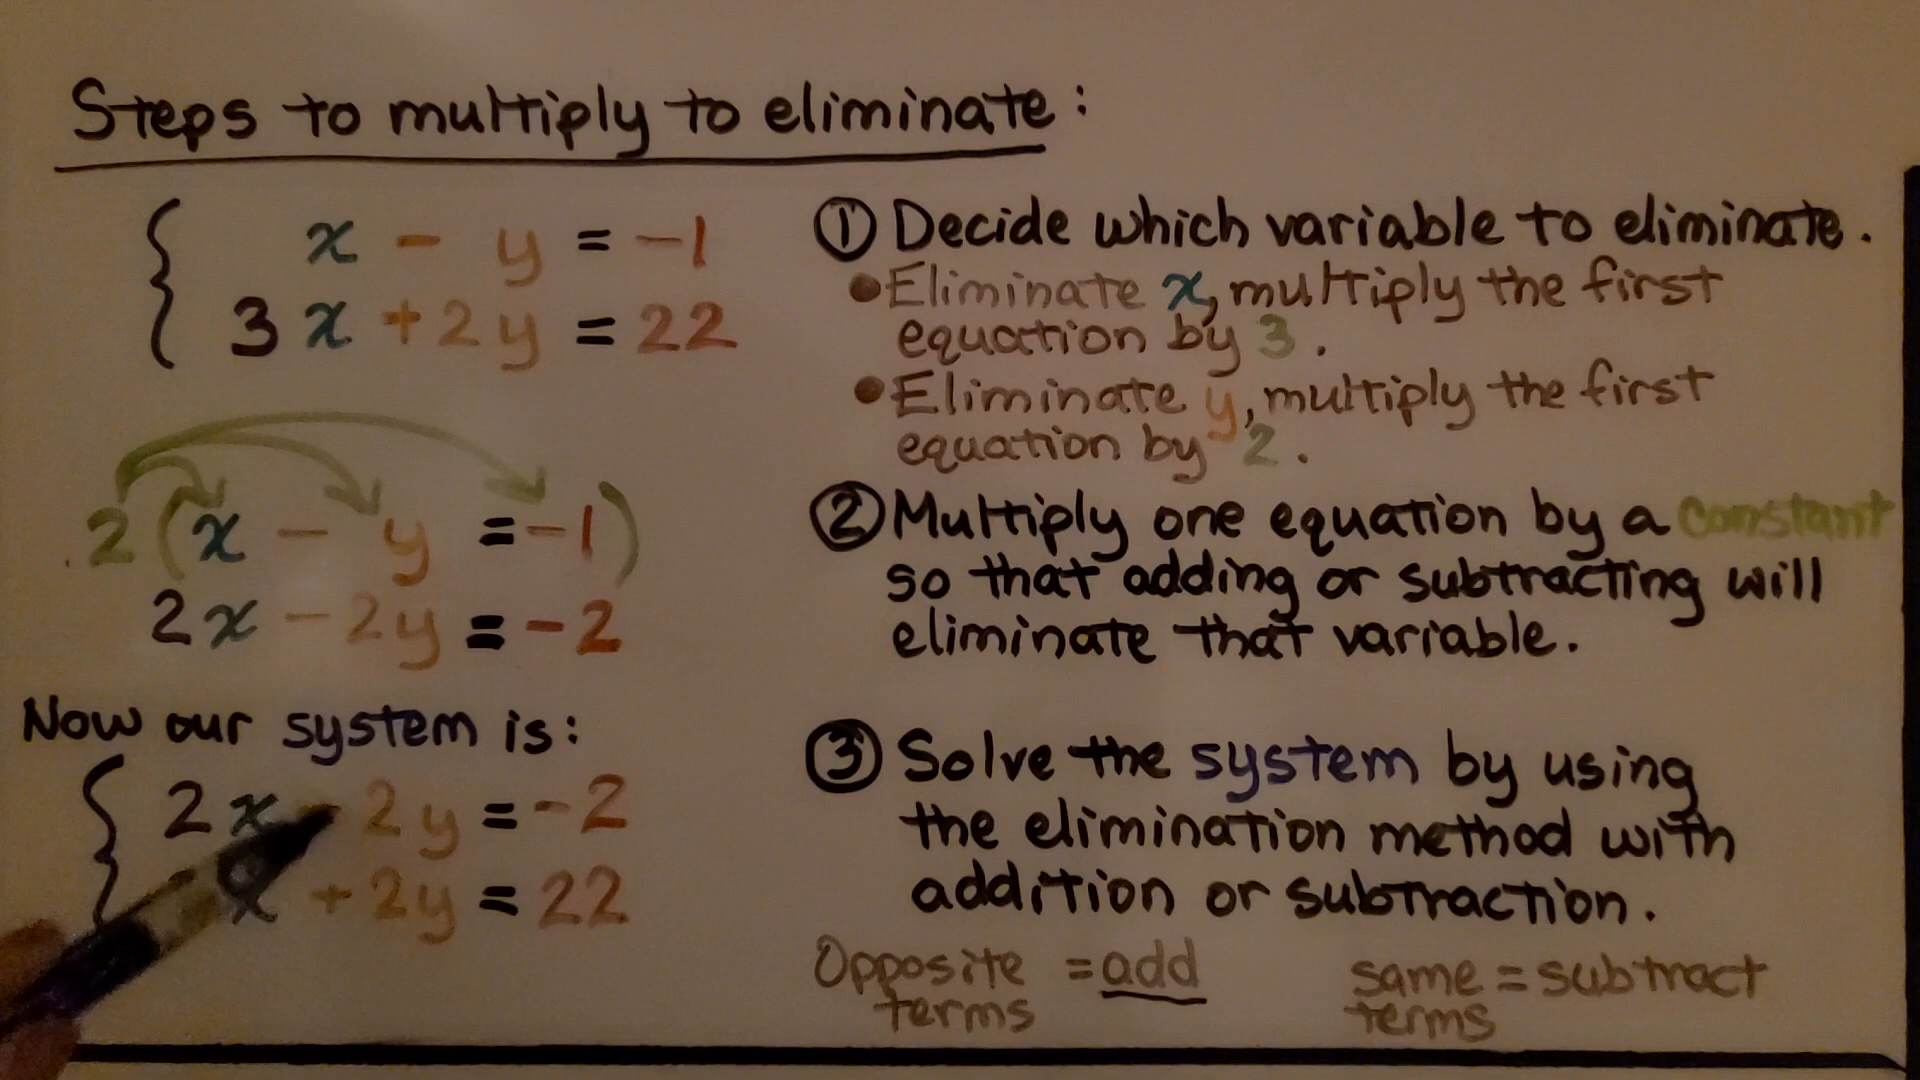 Steps to multiply to eliminate:
x - y = -1
3x + 2y = 22
2(x - y = -1)
2x - 2y = -2
Now our system is:
2x - 2y = -2
x + 2y = 22
① Decide which variable to eliminate.
• Eliminate x, multiply the first
equation by 3.
• Eliminate y, multiply the first
equation by 2.
② Multiply one equation by a constant
so that adding or subtracting will
eliminate that variable.
③ Solve the system by using
the elimination method with
addition or subtraction.
Opposite = add
terms
same = subtract
terms